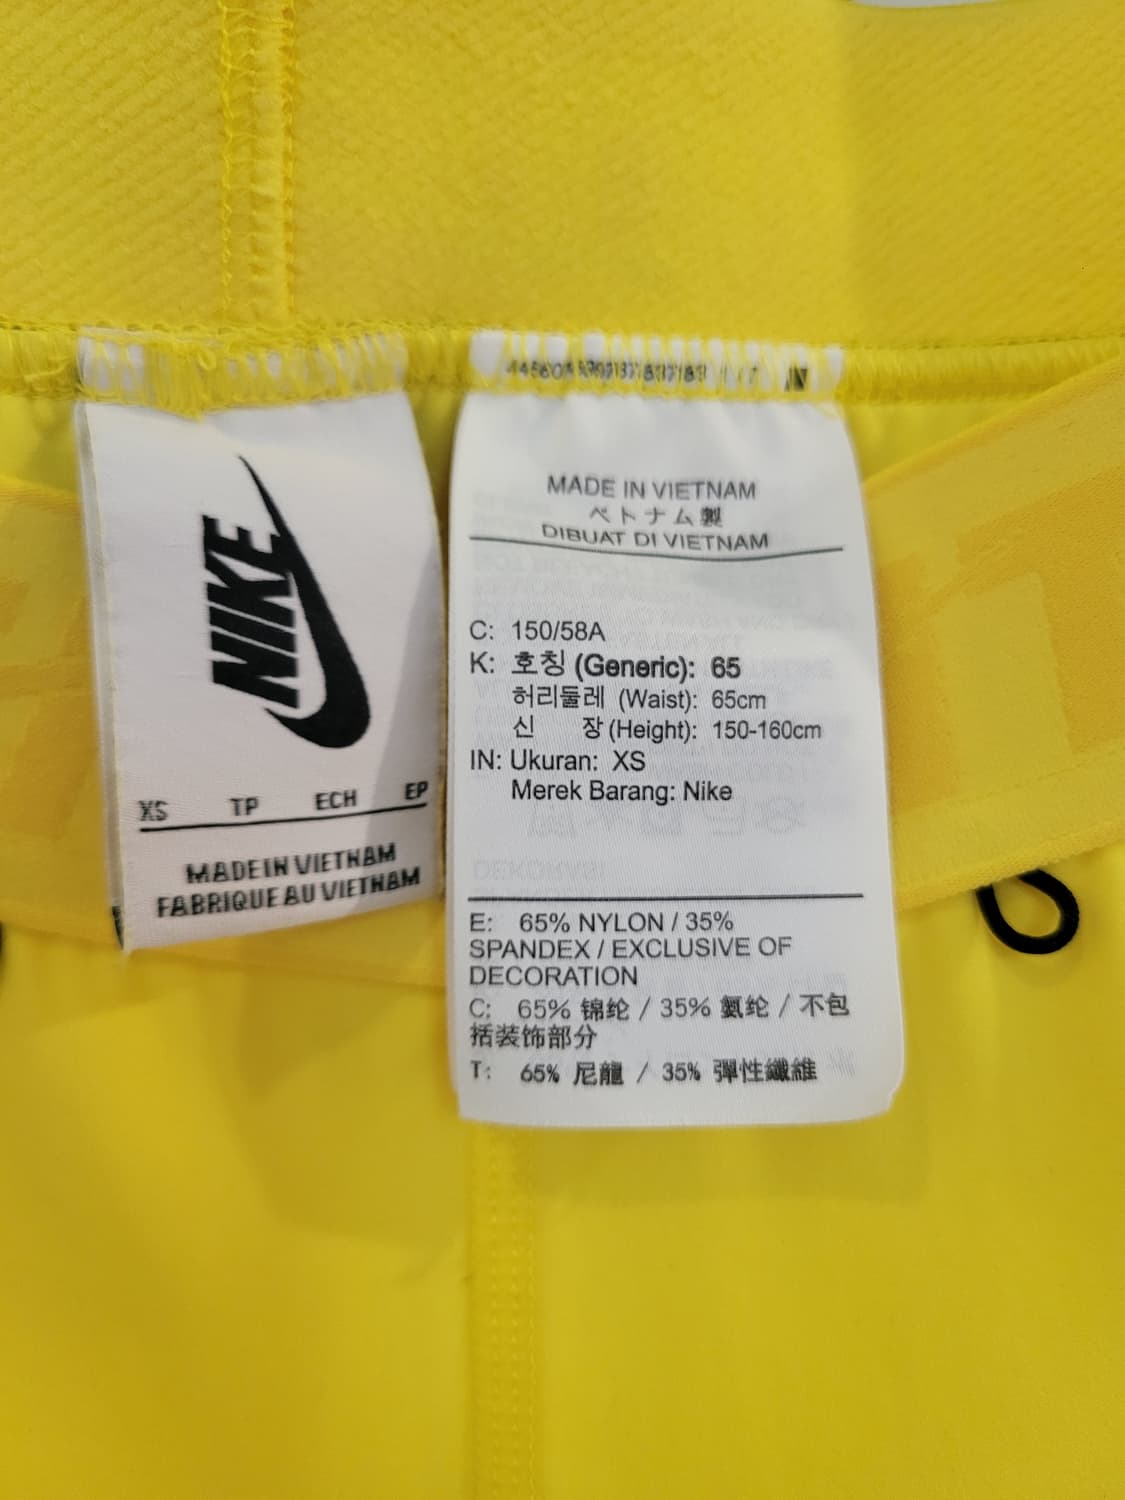 NIKE
XS TP ECH EP
MADE IN VIETNAM
FABRIQUE AU VIETNAM
MADE IN VIETNAM
ベトナム製
DIBUAT DI VIETNAM
C: 150/58A
K: 호칭 (Generic): 65
허리둘레 (Waist): 65cm
신 장 (Height): 150-160cm
IN: Ukuran: XS
Merek Barang: Nike
E: 65% NYLON / 35%
SPANDEX / EXCLUSIVE OF
DECORATION
C: 65% 锦纶 / 35% 氨纶 / 不包
括装饰部分
T: 65% 尼龍 / 35% 彈性纖維